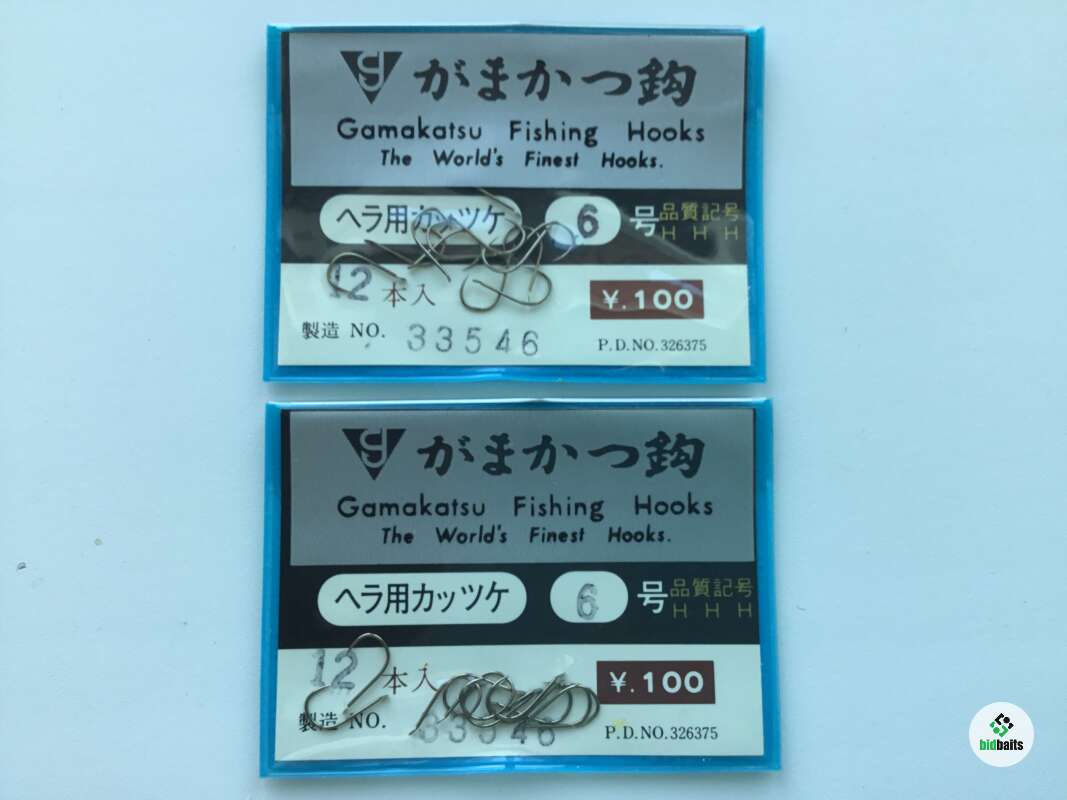 がまかつ鈎
Gamakatsu Fishing Hooks
The World's Finest Hooks.
ヘラ用カッツケ 6 号 品質記号 H H H
12 本入 ¥.100
製造 NO. 33546 P.D.NO.326375
がまかつ鈎
Gamakatsu Fishing Hooks
The World's Finest Hooks.
ヘラ用カッツケ 6 号 品質記号 H H H
12 本入 ¥.100
製造 NO. 33546 P.D.NO.326375
bidbaits